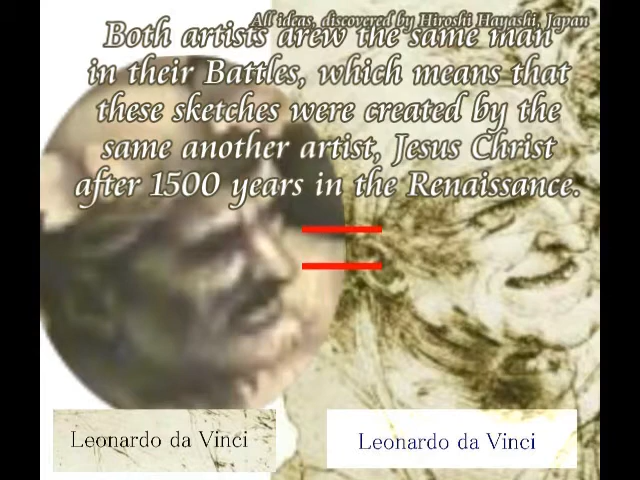 All ideas, discovered by Hiroshi Hayashi, Japan
Both artists drew the same man
in their Battles, which means that
these sketches were created by the
same another artist, Jesus Christ
after 1500 years in the Renaissance.
Leonardo da Vinci
Leonardo da Vinci